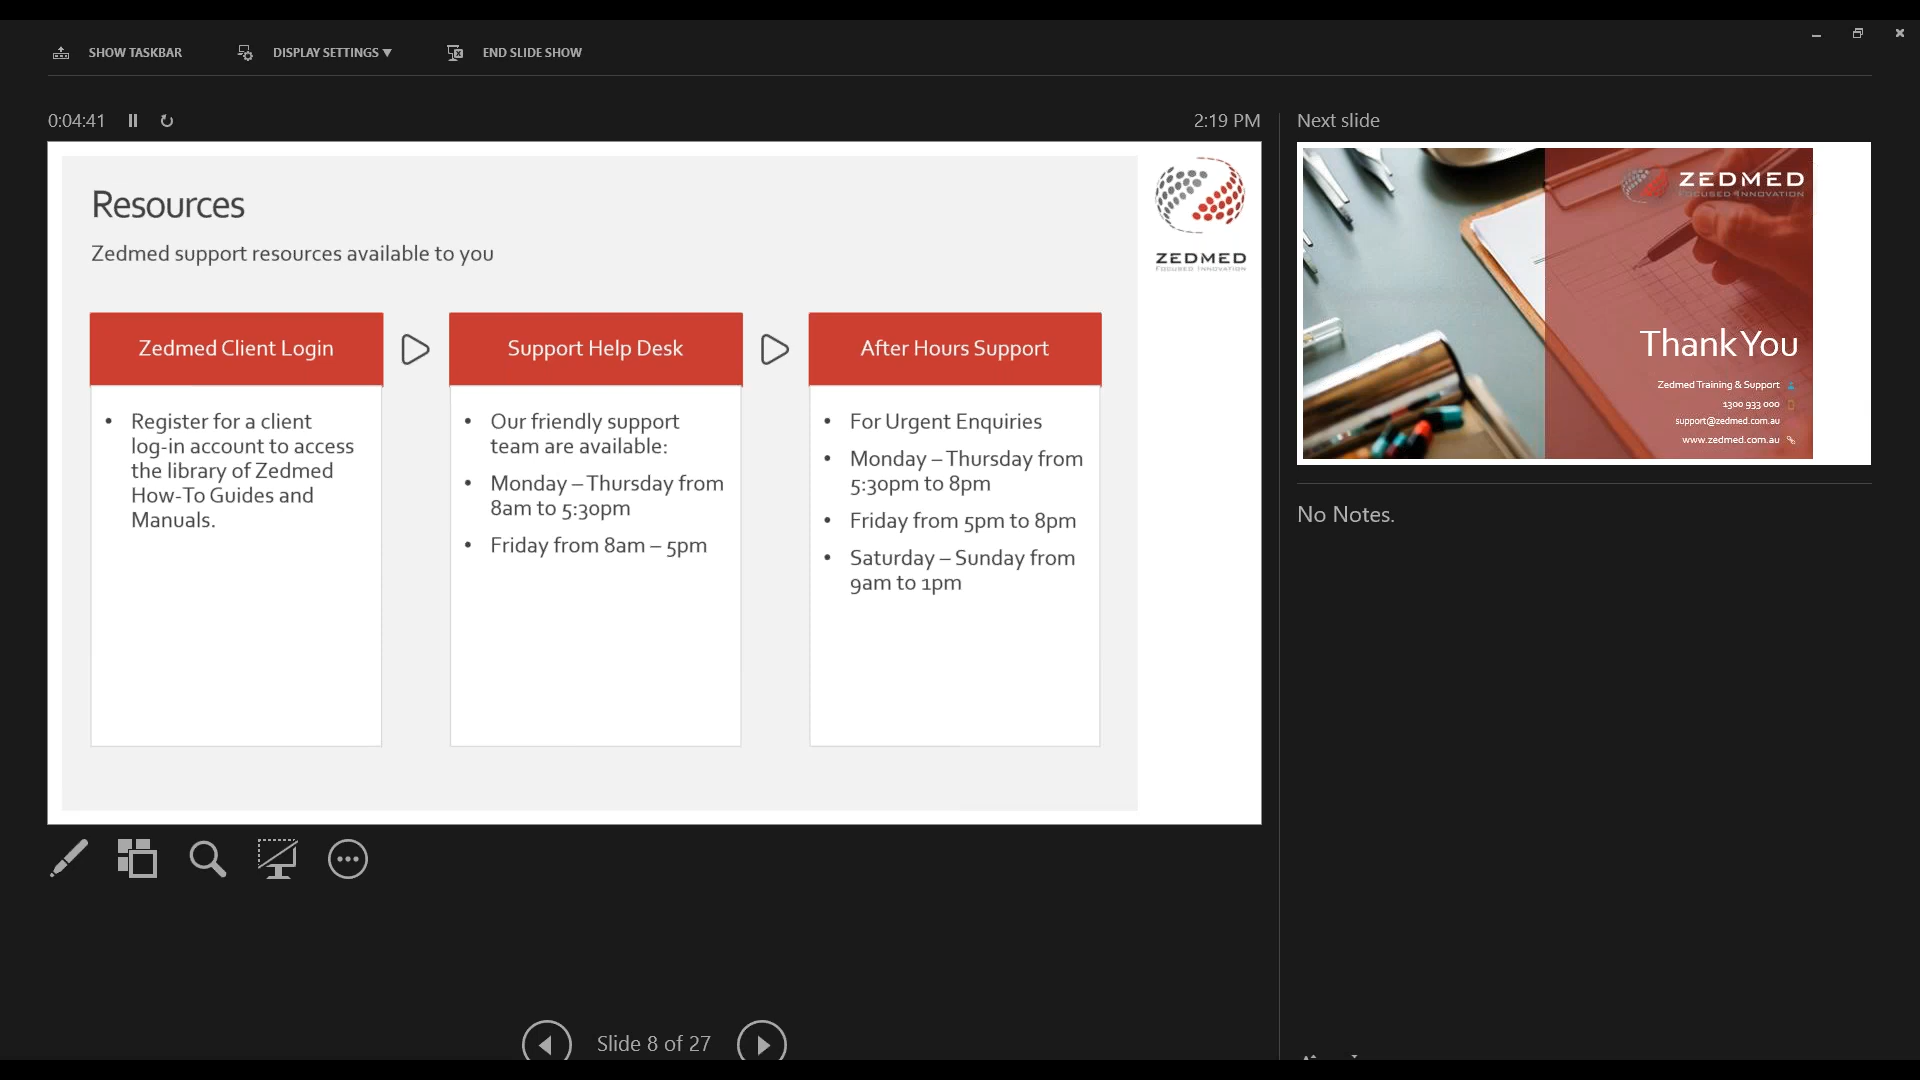 SHOW TASKBAR
DISPLAY SETTINGS ▼
END SLIDE SHOW
0:04:41
2:19 PM
Next slide
Resources
Zedmed support resources available to you
ZEDMED
FOCUSED INNOVATION
Zedmed Client Login
• Register for a client
log-in account to access
the library of Zedmed
How-To Guides and
Manuals.
Support Help Desk
• Our friendly support
team are available:
• Monday – Thursday from
8am to 5:30pm
• Friday from 8am – 5pm
After Hours Support
• For Urgent Enquiries
• Monday – Thursday from
5:30pm to 8pm
• Friday from 5pm to 8pm
• Saturday – Sunday from
9am to 1pm
ZEDMED
FOCUSED INNOVATION
Thank You
Zedmed Training & Support
1300 933 000
support@zedmed.com.au
www.zedmed.com.au
No Notes.
Slide 8 of 27